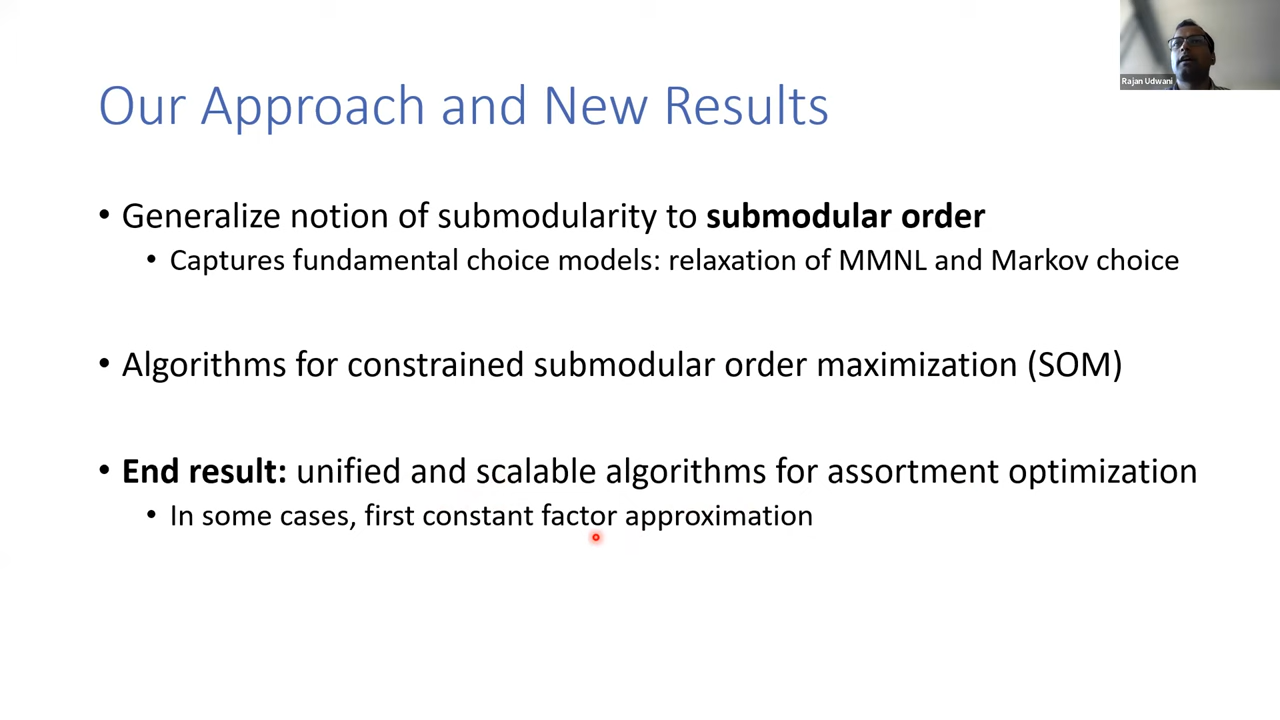 Rajan Udwani
Our Approach and New Results
• Generalize notion of submodularity to submodular order
• Captures fundamental choice models: relaxation of MMNL and Markov choice
• Algorithms for constrained submodular order maximization (SOM)
• End result: unified and scalable algorithms for assortment optimization
• In some cases, first constant factor approximation